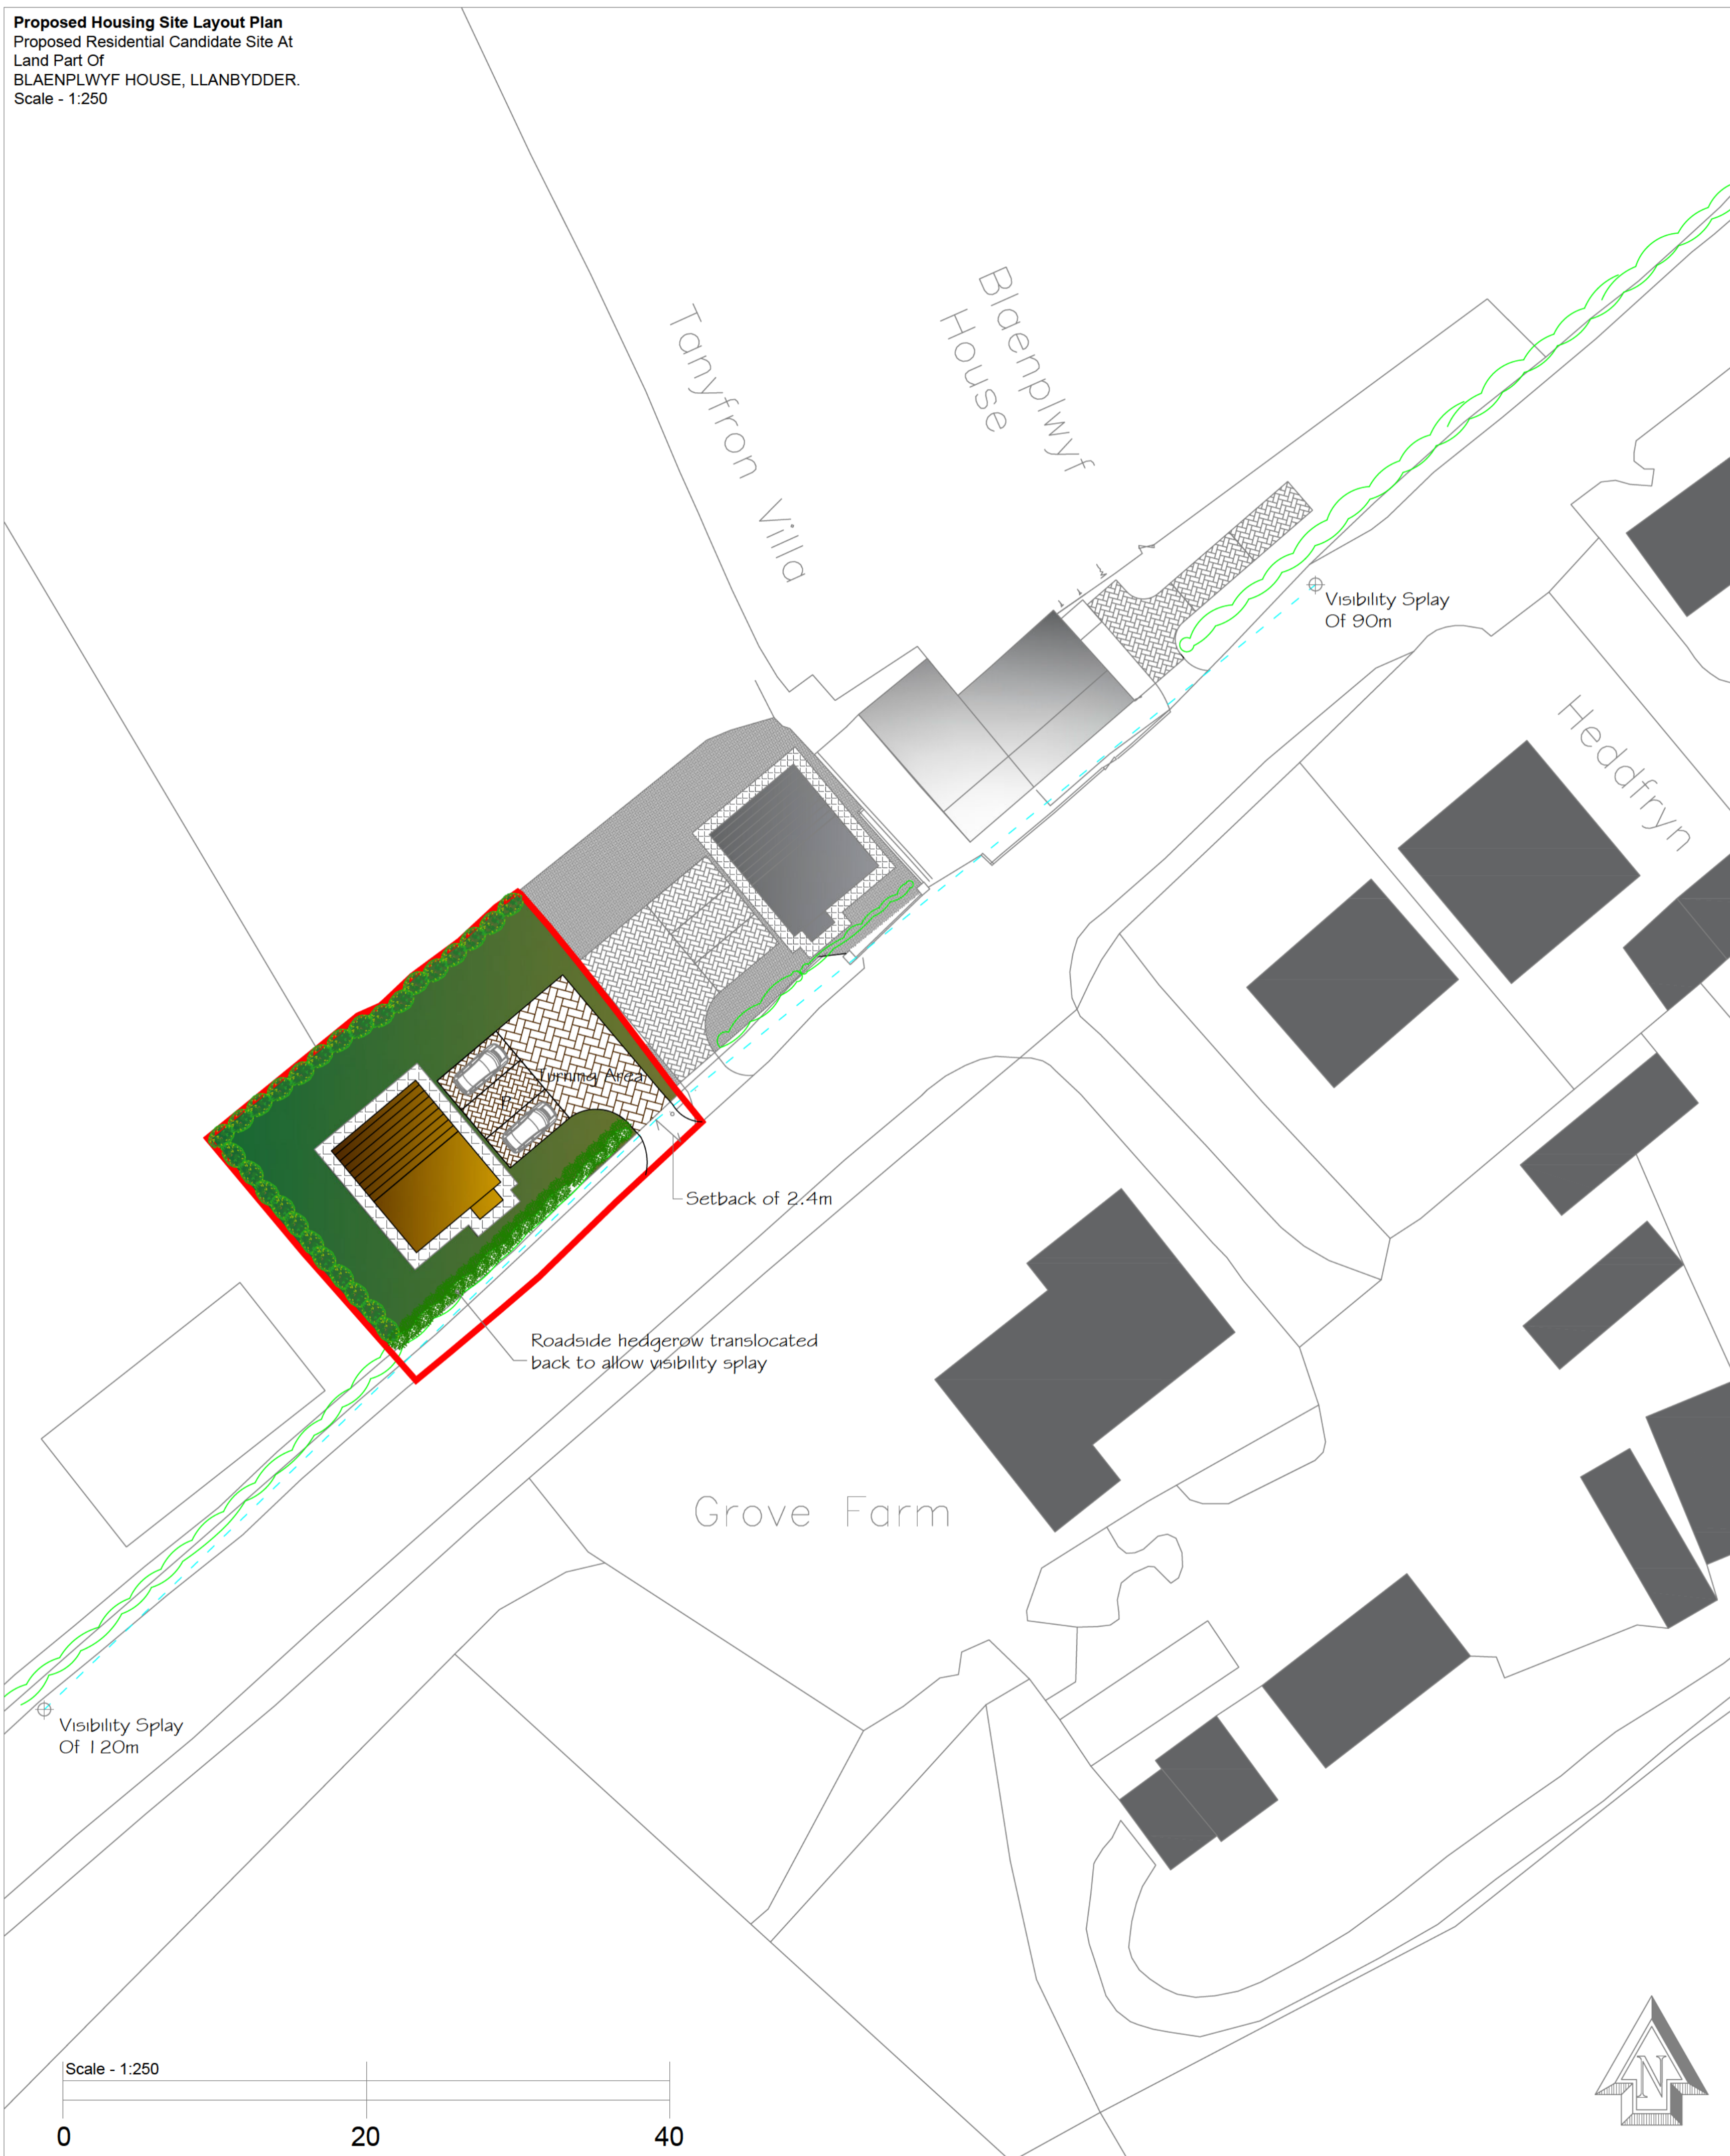 Proposed Housing Site Layout Plan
Proposed Residential Candidate Site At
Land Part Of
BLAENPLWYF HOUSE, LLANBYDDER.
Scale - 1:250
Tanyfron Villa
Blaenplwyf
House
Visibility Splay
Of 90m
Heddfryn
Turning Area
P
Setback of 2.4m
Roadside hedgerow translocated
back to allow visibility splay
Grove Farm
Visibility Splay
Of 120m
Scale - 1:250
0 20 40
N